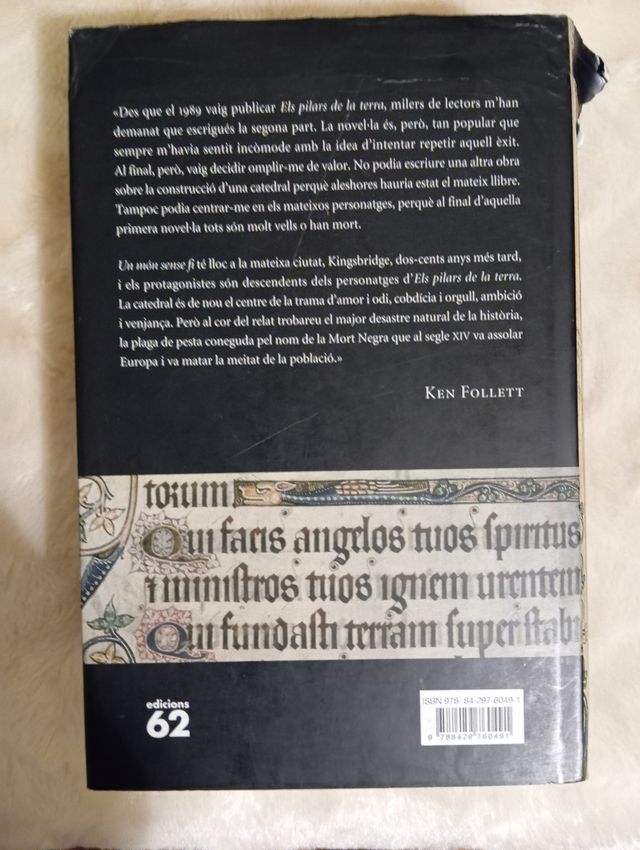 «Des que el 1989 vaig publicar Els pilars de la terra, milers de lectors m'han
demanat que escrigués la segona part. La novel·la és, però, tan popular que
sempre m'havia sentit incòmode amb la idea d'intentar repetir aquell èxit.
Al final, però, vaig decidir omplir-me de valor. No podia escriure una altra obra
sobre la construcció d'una catedral perquè aleshores hauria estat el mateix llibre.
Tampoc podia centrar-me en els mateixos personatges, perquè al final d'aquella
primera novel·la tots són molt vells o han mort.
Un món sense fi té lloc a la mateixa ciutat, Kingsbridge, dos-cents anys més tard,
i els protagonistes són descendents dels personatges d'Els pilars de la terra.
La catedral és de nou el centre de la trama d'amor i odi, cobdícia i orgull, ambició
i venjança. Però al cor del relat trobareu el major desastre natural de la història,
la plaga de pesta coneguda pel nom de la Mort Negra que al segle XIV va assolar
Europa i va matar la meitat de la població.»
KEN FOLLETT
torum
Qui facis angelos tuos spiritus
⁊ ministros tuos ignem urentem
Qui fundasti terram super stabi
edicions
62
ISBN 978- 84-297-6049-1
9 788429 760491